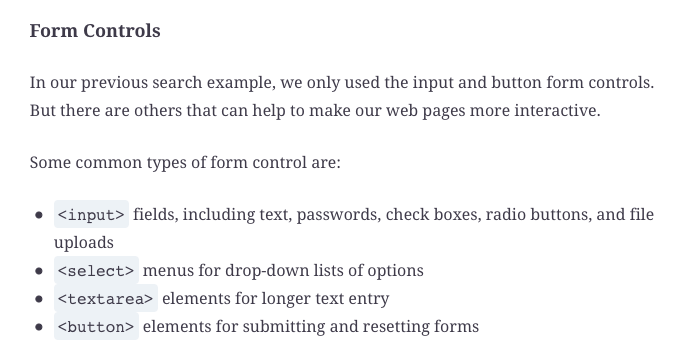 Form Controls
In our previous search example, we only used the input and button form controls.
But there are others that can help to make our web pages more interactive.
Some common types of form control are:
• <input> fields, including text, passwords, check boxes, radio buttons, and file
uploads
• <select> menus for drop-down lists of options
• <textarea> elements for longer text entry
• <button> elements for submitting and resetting forms